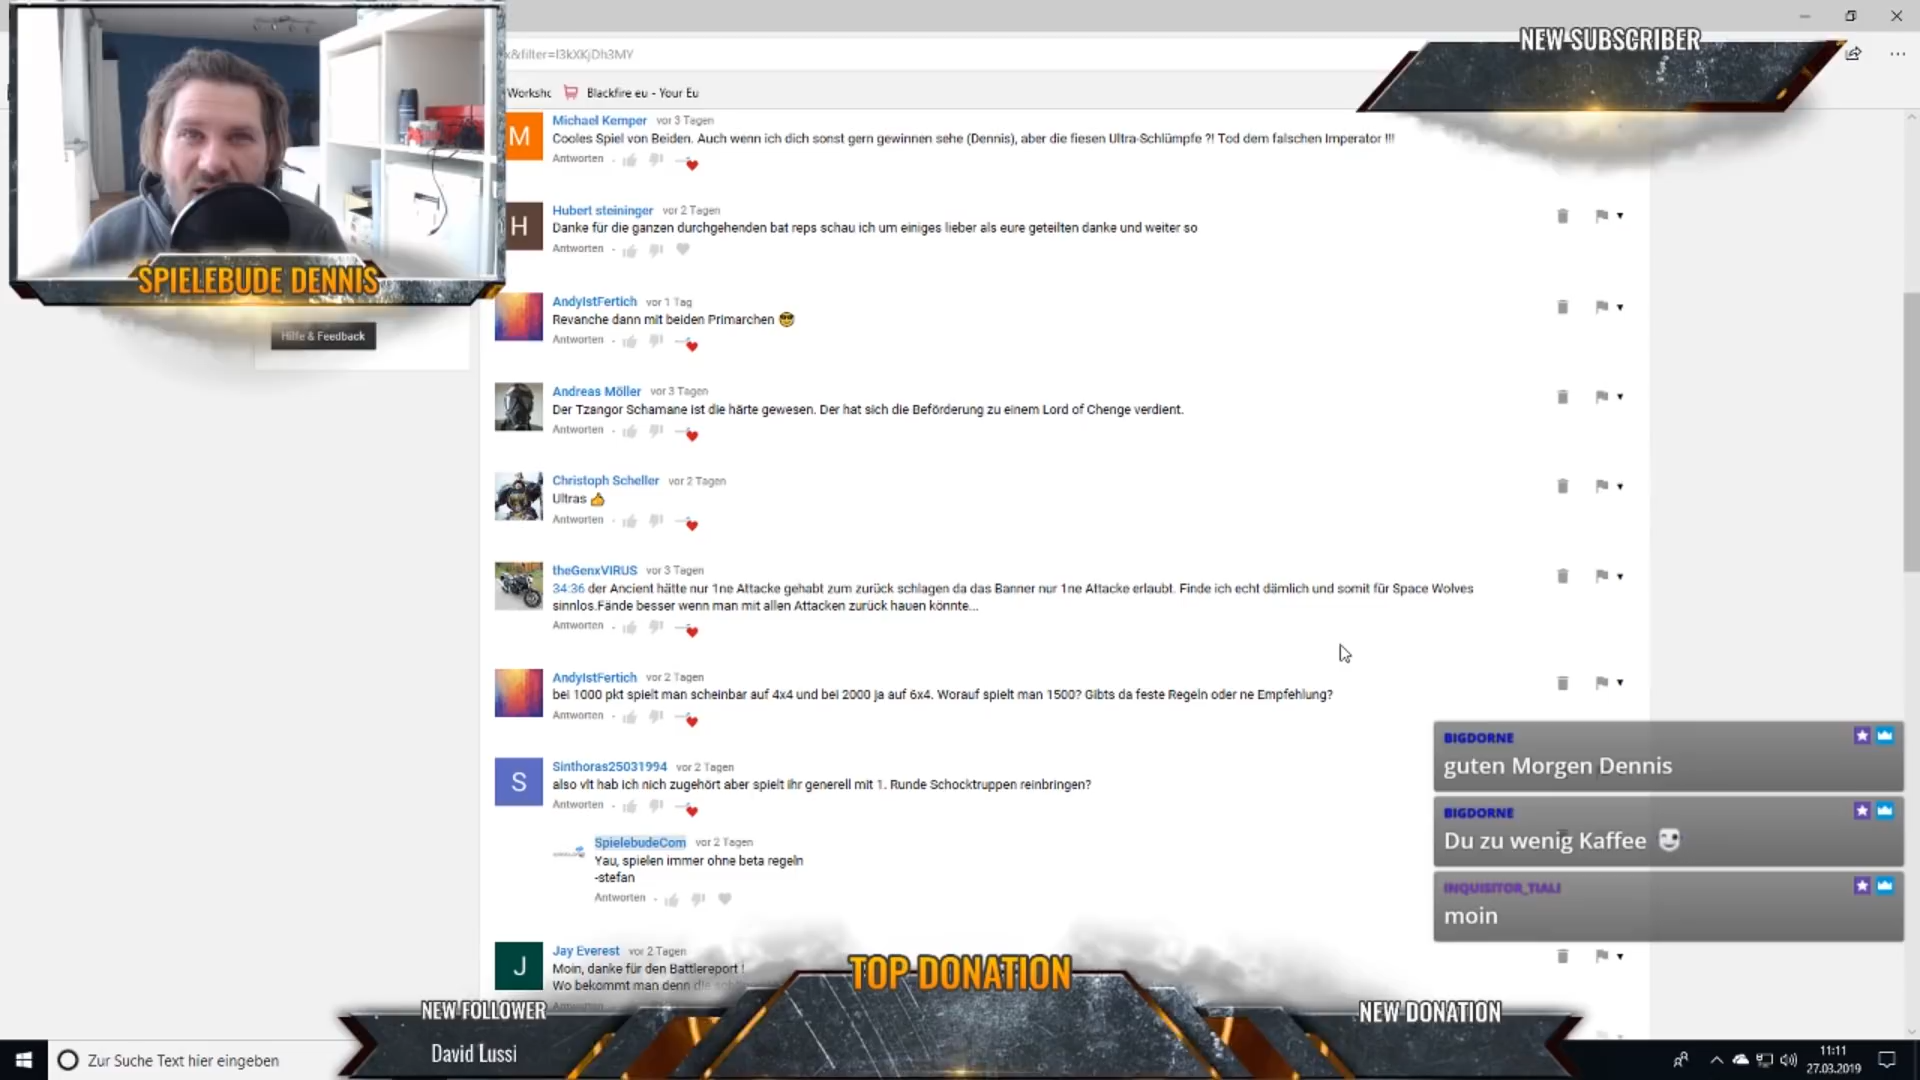 x&filter=l3kXKjDh3MY
NEW SUBSCRIBER
Workshc
Blackfire eu - Your Eu
SPIELEBUDE DENNIS
Hilfe & Feedback
M
Michael Kemper vor 3 Tagen
Cooles Spiel von Beiden. Auch wenn ich dich sonst gern gewinnen sehe (Dennis), aber die fiesen Ultra-Schlümpfe ?! Tod dem falschen Imperator !!!
Antworten
H
Hubert steininger vor 2 Tagen
Danke für die ganzen durchgehenden bat reps schau ich um einiges lieber als eure geteilten danke und weiter so
Antworten
AndyIstFertich vor 1 Tag
Revanche dann mit beiden Primarchen 😎
Antworten
Andreas Möller vor 3 Tagen
Der Tzangor Schamane ist die härte gewesen. Der hat sich die Beförderung zu einem Lord of Chenge verdient.
Antworten
Christoph Scheller vor 2 Tagen
Ultras 👍
Antworten
theGenxVIRUS vor 3 Tagen
34:36 der Ancient hätte nur 1ne Attacke gehabt zum zurück schlagen da das Banner nur 1ne Attacke erlaubt. Finde ich echt dämlich und somit für Space Wolves
sinnlos.Fände besser wenn man mit allen Attacken zurück hauen könnte...
Antworten
AndyIstFertich vor 2 Tagen
bei 1000 pkt spielt man scheinbar auf 4x4 und bei 2000 ja auf 6x4. Worauf spielt man 1500? Gibts da feste Regeln oder ne Empfehlung?
Antworten
S
Sinthoras25031994 vor 2 Tagen
also vlt hab ich nich zugehört aber spielt ihr generell mit 1. Runde Schocktruppen reinbringen?
Antworten
SpielebudeCom vor 2 Tagen
Yau, spielen immer ohne beta regeln
-stefan
Antworten
J
Jay Everest vor 2 Tagen
Moin, danke für den Battlereport !
Wo bekommt man denn die
Antworten
BIGDORNE
guten Morgen Dennis
BIGDORNE
Du zu wenig Kaffee
INQUISITOR_TIALI
moin
TOP DONATION
NEW FOLLOWER
David Lussi
NEW DONATION
Zur Suche Text hier eingeben
11:11
27.03.2019